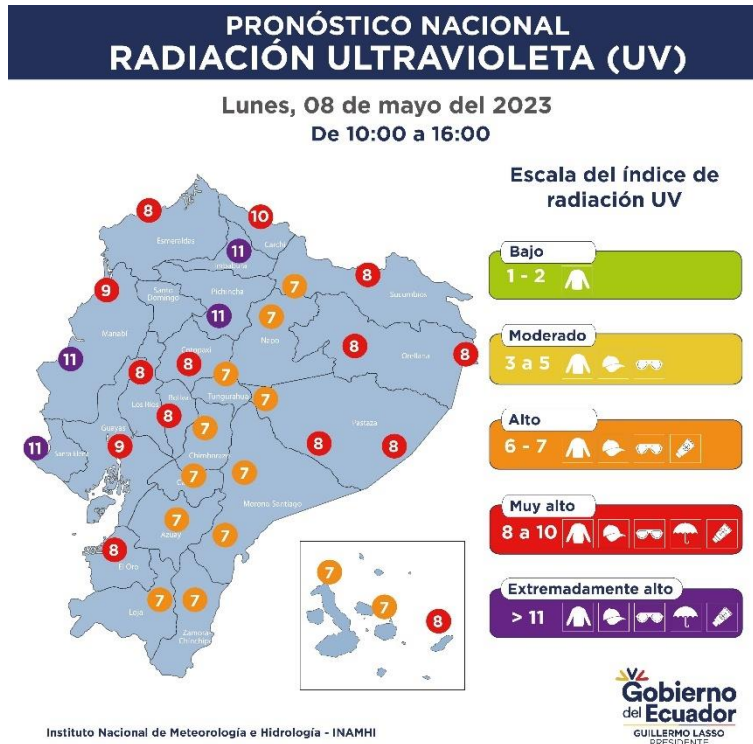 PRONÓSTICO NACIONAL
RADIACIÓN ULTRAVIOLETA (UV)
Lunes, 08 de mayo del 2023
De 10:00 a 16:00
Escala del índice de
radiación UV
Bajo
1 - 2
Moderado
3 a 5
Alto
6 - 7
Muy alto
8 a 10
Extremadamente alto
> 11
8
10
Esmeraldas
Carchi
11
Imbabura
8
9
Santo
Domingo
Pichincha
7
Sucumbíos
11
7
Napo
Manabí
11
8
Cotopaxi
8
8
Orellana
8
7
Los Ríos
Bolívar
Tungurahua
7
8
Pastaza
Guayas
7
8
8
11
Santa Elena
9
Chimborazo
7
7
Morona Santiago
7
Azuay
7
8
El Oro
7
7
Loja
Zamora
Chinchipe
7
7
8
Instituto Nacional de Meteorología e Hidrología - INAMHI
Gobierno
del Ecuador
GUILLERMO LASSO
PRESIDENTE